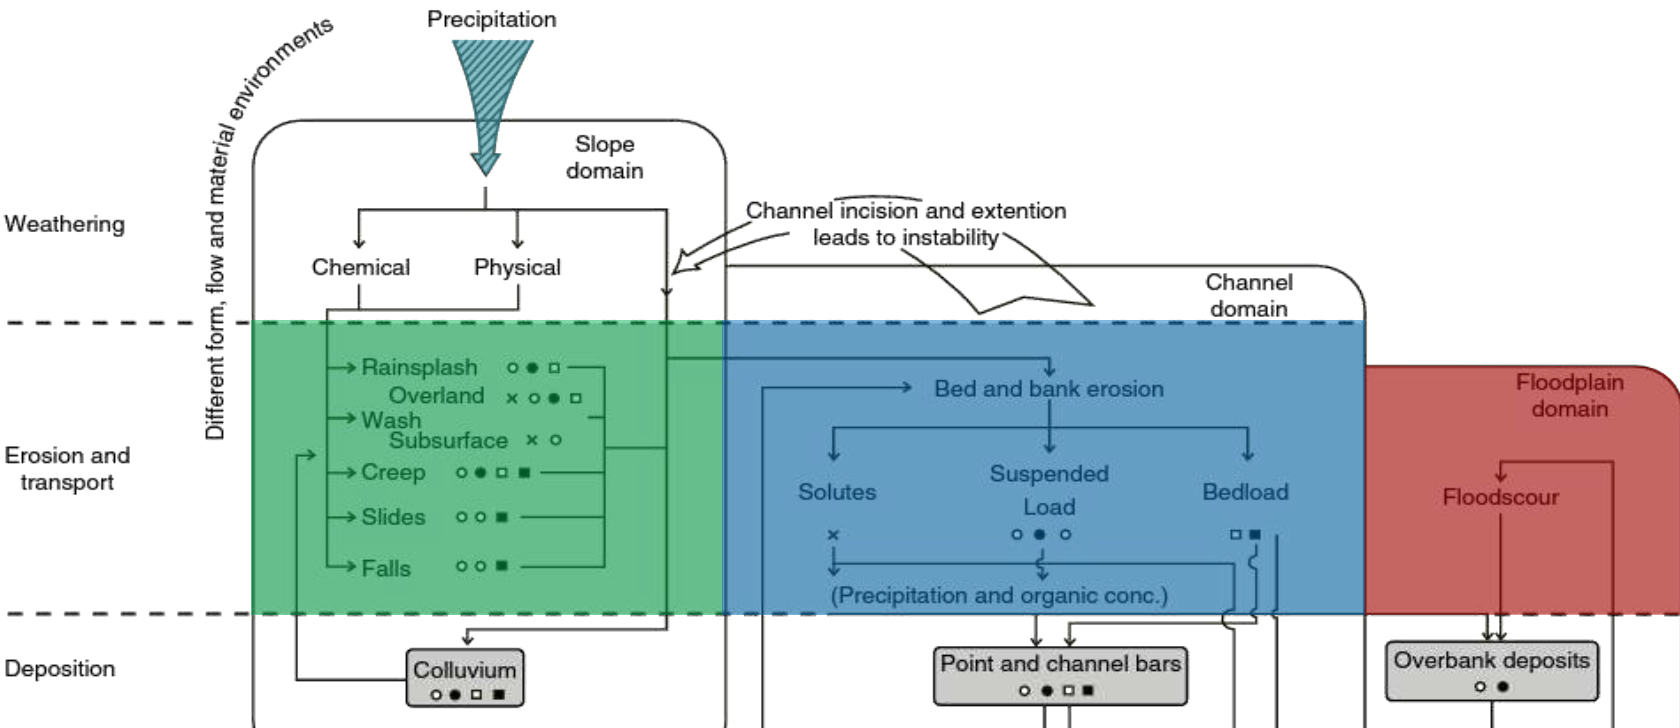 Precipitation
Different form, flow and material environments
Slope
domain
Weathering
Channel incision and extention
leads to instability
Chemical
Physical
Channel
domain
Rainsplash
Overland
Wash
Subsurface
Creep
Slides
Falls
Erosion and
transport
Bed and bank erosion
Solutes
Suspended
Load
Bedload
(Precipitation and organic conc.)
Floodplain
domain
Floodscour
Deposition
Colluvium
Point and channel bars
Overbank deposits